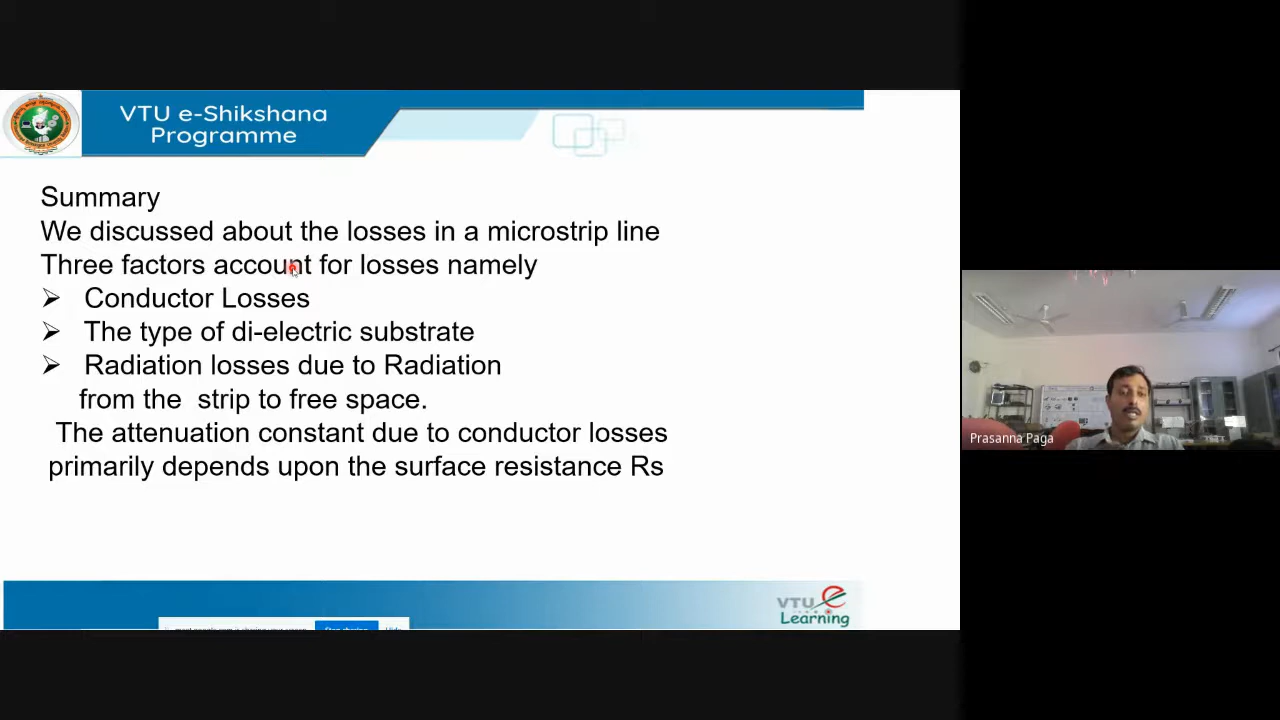 VTU e-Shikshana
Programme
Summary
We discussed about the losses in a microstrip line
Three factors account for losses namely
➢ Conductor Losses
➢ The type of di-electric substrate
➢ Radiation losses due to Radiation
from the strip to free space.
The attenuation constant due to conductor losses
primarily depends upon the surface resistance Rs
Prasanna Paga
VTU e
Learning